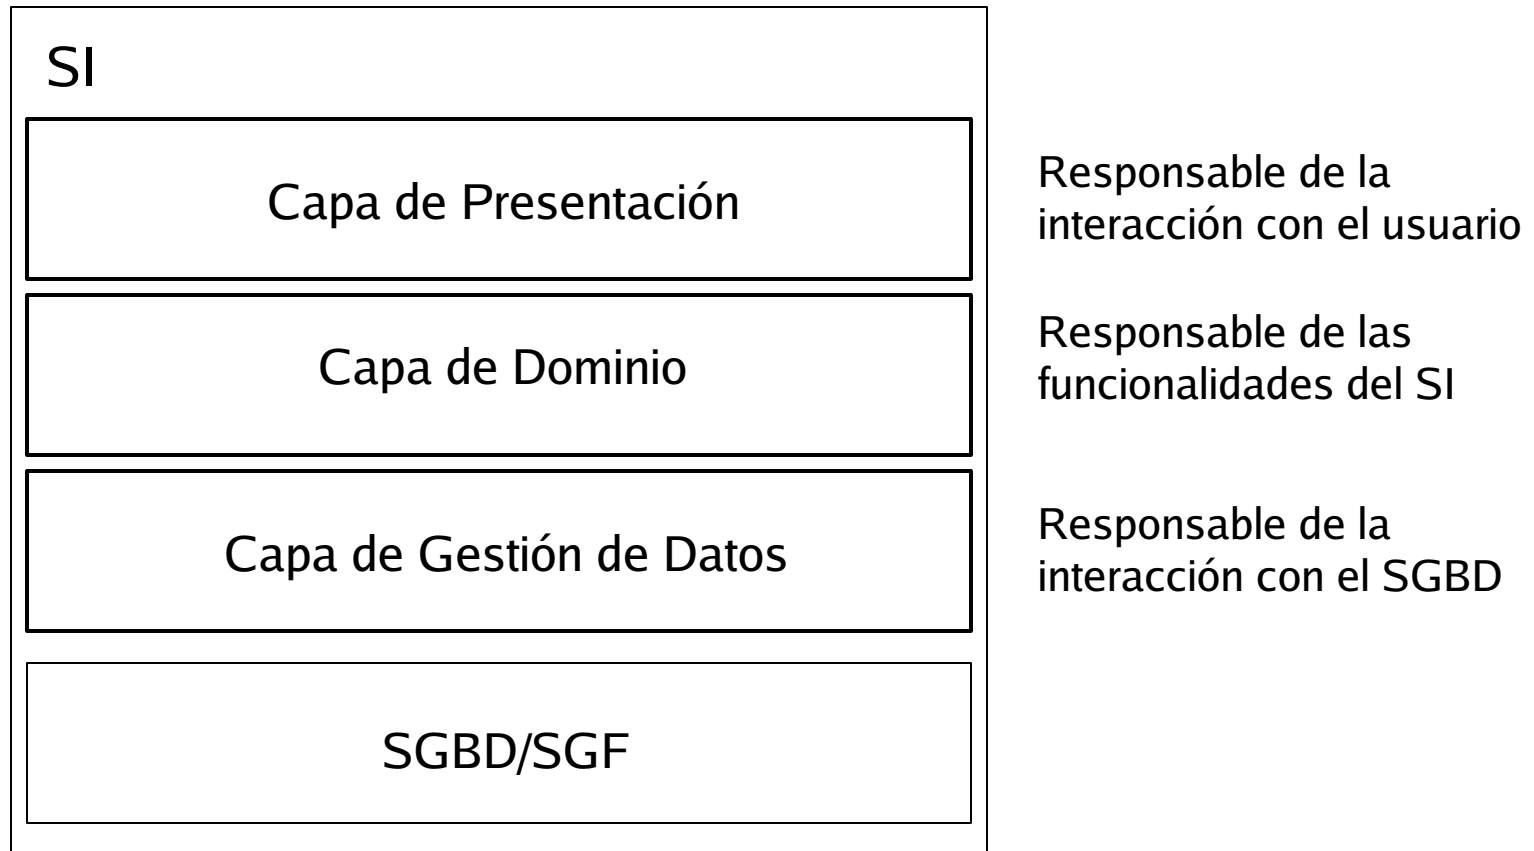 SI
Capa de Presentación
Responsable de la
interacción con el usuario
Capa de Dominio
Responsable de las
funcionalidades del SI
Capa de Gestión de Datos
Responsable de la
interacción con el SGBD
SGBD/SGF